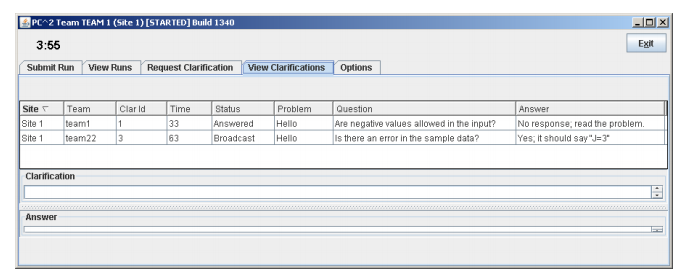 PC^2 Team TEAM 1 (Site 1) [STARTED] Build 1340
3:55 Exit
Submit Run View Runs Request Clarification View Clarifications Options
Site Team Clar Id Time Status Problem Question Answer
Site 1 team1 1 33 Answered Hello Are negative values allowed in the input? No response; read the problem.
Site 1 team22 3 63 Broadcast Hello Is there an error in the sample data? Yes; it should say "J=3"
Clarification
Answer